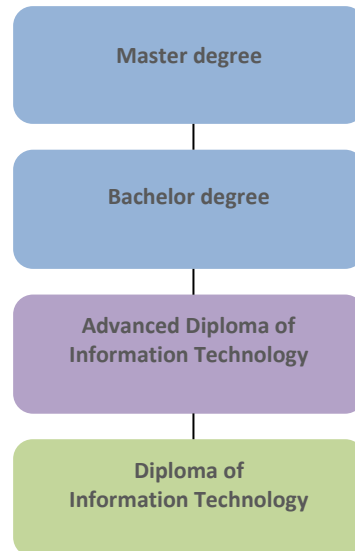 Master degree
Bachelor degree
Advanced Diploma of
Information Technology
Diploma of
Information Technology